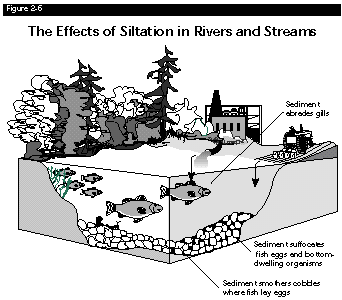 Figure 2-6
The Effects of Siltation in Rivers and Streams
Sediment
abrades gills
Sediment suffocates
fish eggs and bottom-
dwelling organisms
Sediment smothers cobbles
where fish lay eggs